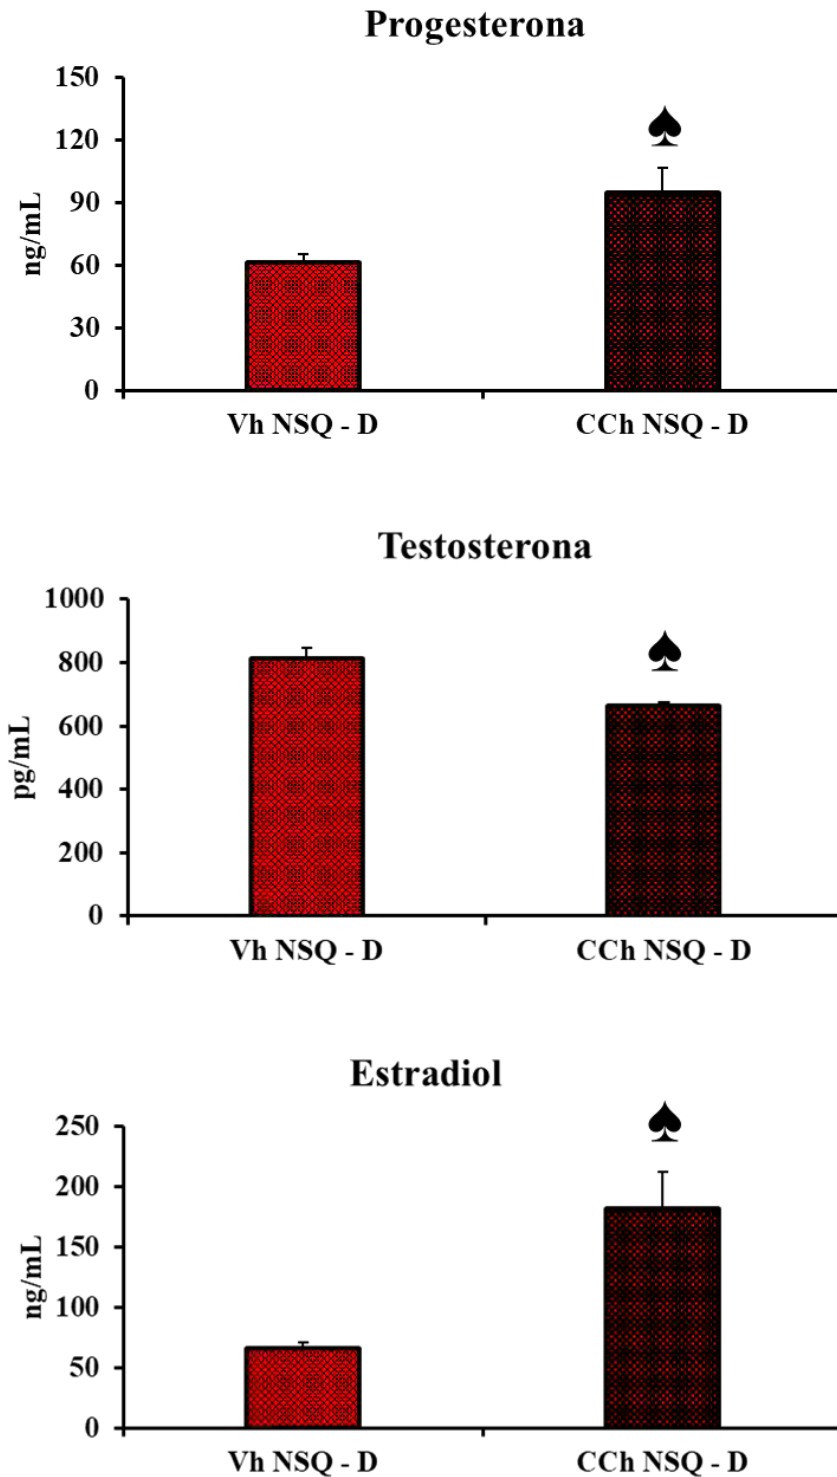 Progesterona
150
120
90
60
30
0
ng/mL
Vh NSQ - D
CCh NSQ - D
Testosterona
1000
800
600
400
200
0
pg/mL
Vh NSQ - D
CCh NSQ - D
Estradiol
250
200
150
100
50
0
ng/mL
Vh NSQ - D
CCh NSQ - D